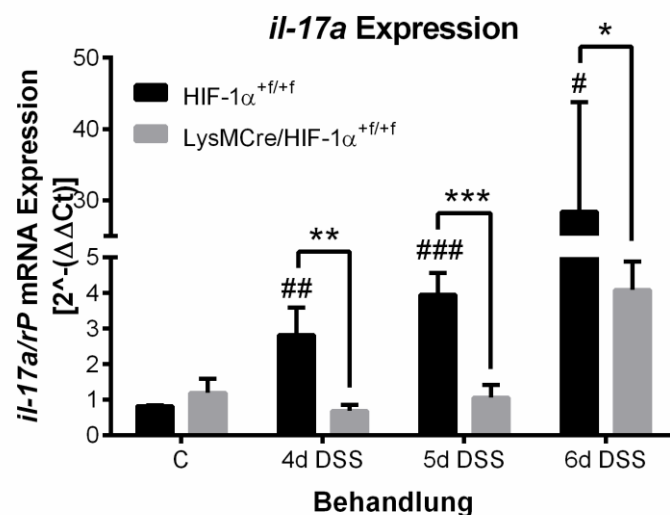 il-17a Expression
HIF-1α+f/+f
LysMCre/HIF-1α+f/+f
il-17a/rP mRNA Expression
[2^-(ΔΔCt)]
50
40
30
5
4
3
2
1
0
##
**
###
***
#
*
C
4d DSS
5d DSS
6d DSS
Behandlung